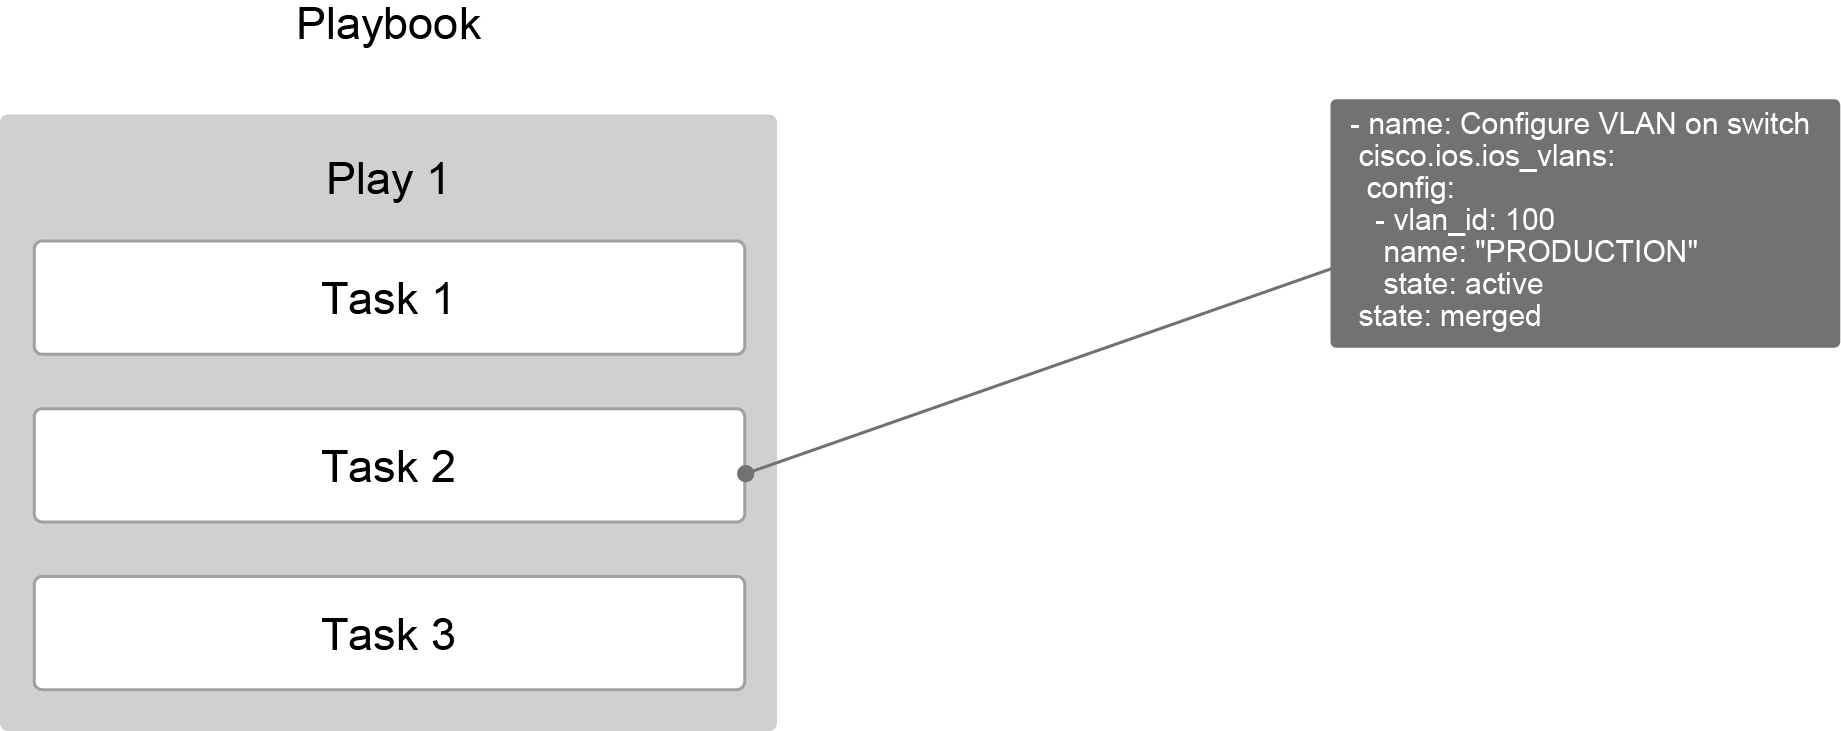 Playbook
Play 1
Task 1
Task 2
Task 3
- name: Configure VLAN on switch
cisco.ios.ios_vlans:
config:
- vlan_id: 100
name: "PRODUCTION"
state: active
state: merged